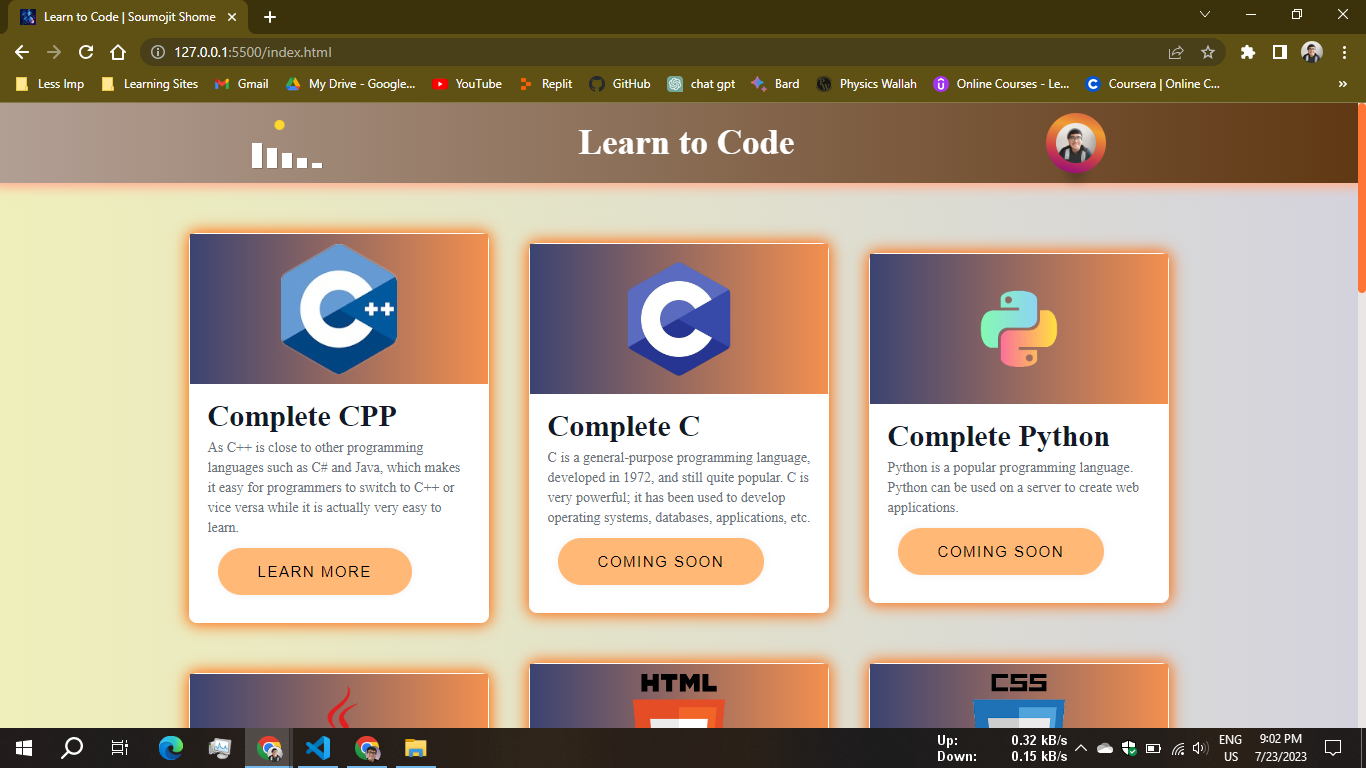 Learn to Code | Soumojit Shome
127.0.0.1:5500/index.html
Less Imp
Learning Sites
Gmail
My Drive - Google...
YouTube
Replit
GitHub
chat gpt
Bard
Physics Wallah
Online Courses - Le...
Coursera | Online C...
»
Learn to Code
C++
Complete CPP
As C++ is close to other programming
languages such as C# and Java, which makes
it easy for programmers to switch to C++ or
vice versa while it is actually very easy to
learn.
LEARN MORE
C
Complete C
C is a general-purpose programming language,
developed in 1972, and still quite popular. C is
very powerful; it has been used to develop
operating systems, databases, applications, etc.
COMING SOON
Complete Python
Python is a popular programming language.
Python can be used on a server to create web
applications.
COMING SOON
HTML
CSS
Up: 0.32 kB/s
Down: 0.15 kB/s
ENG
US
9:02 PM
7/23/2023